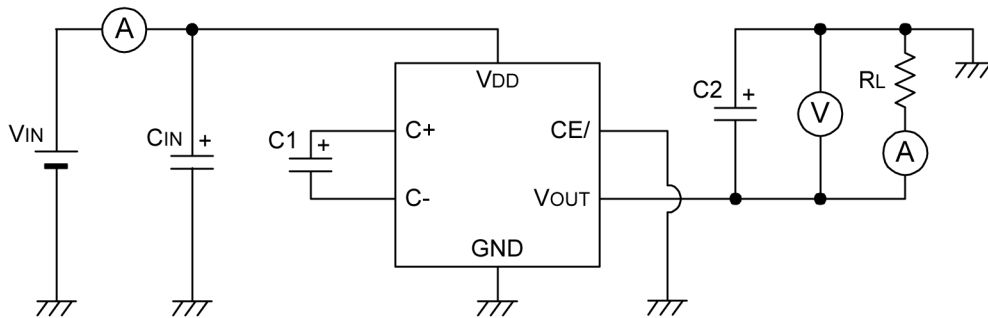 A
VIN
CIN
+
C1
+
VDD
C+
C-
CE/
VOUT
GND
C2
+
V
RL
A